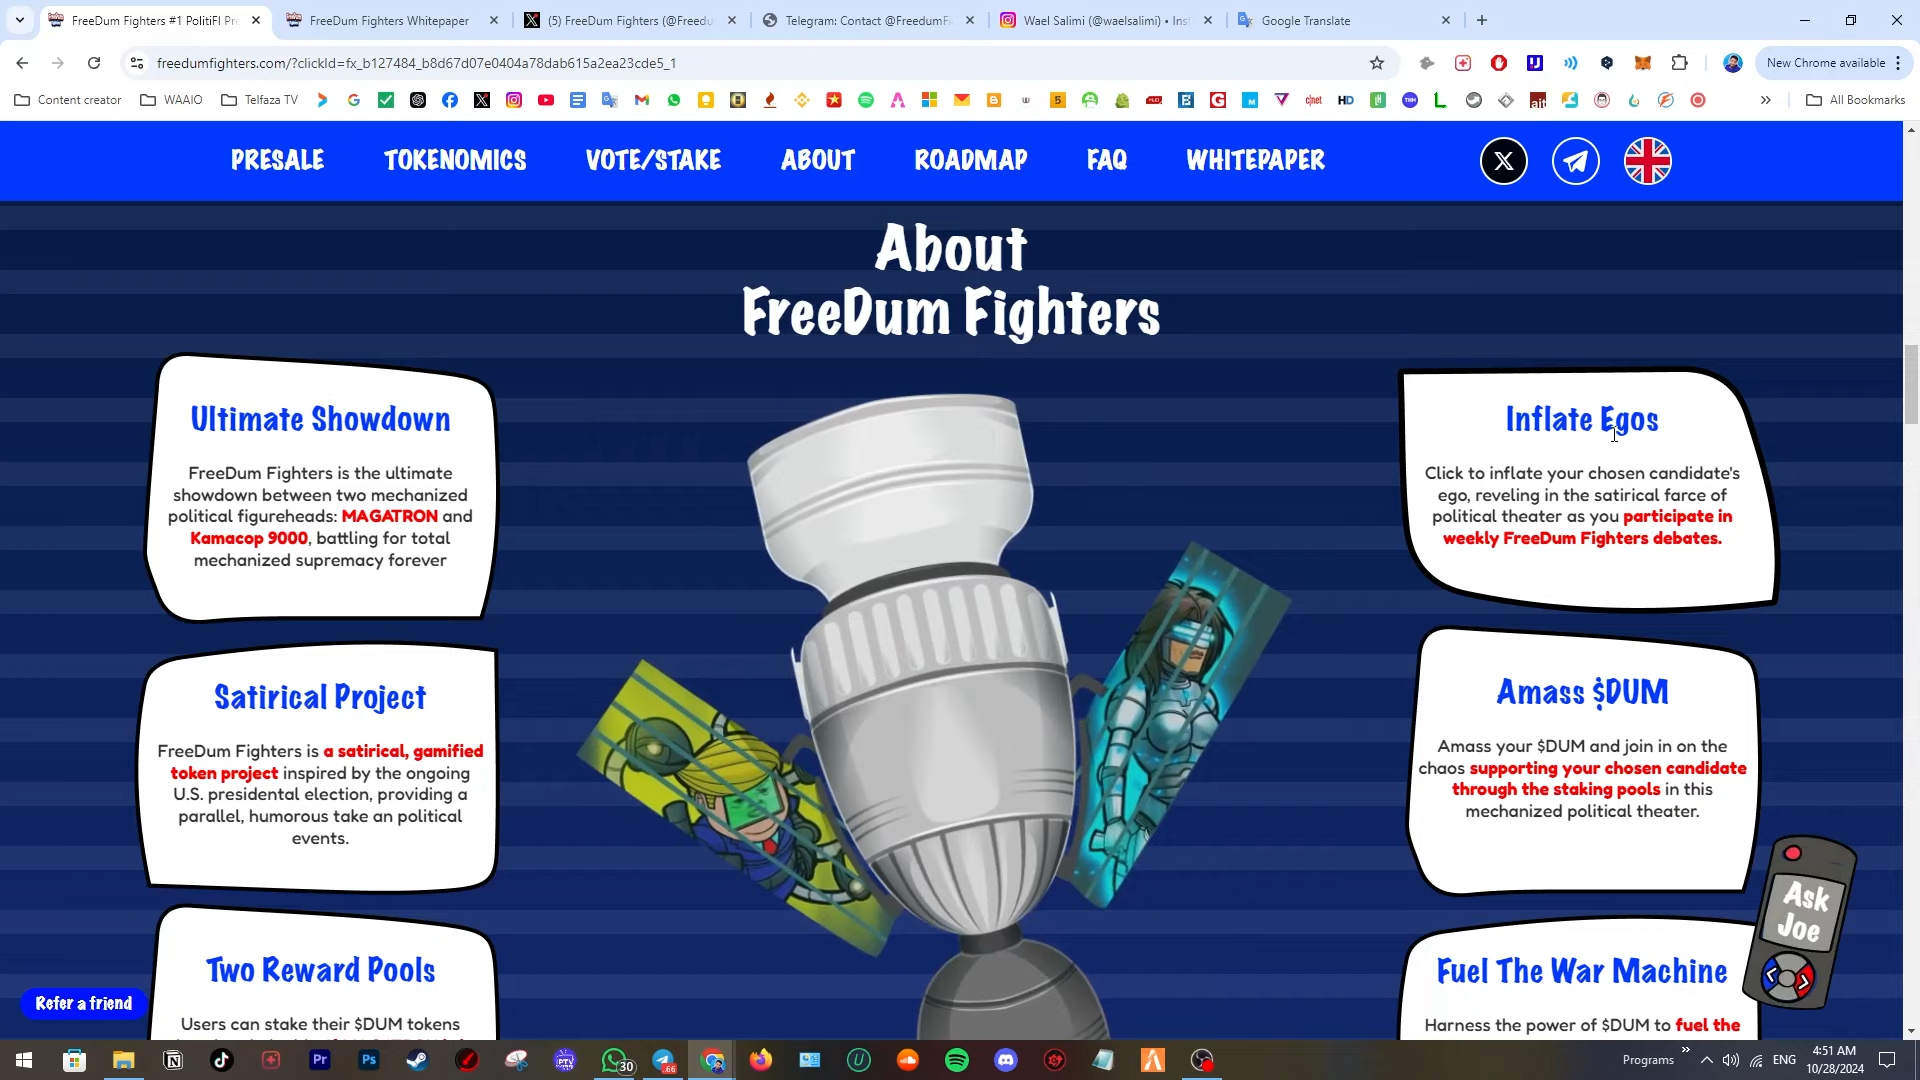 FreeDum Fighters #1 PolitiFI Pre
FreeDum Fighters Whitepaper
(5) FreeDum Fighters (@Freedu
Telegram: Contact @FreedumFi
Wael Salimi (@waelsalimi) • Inst
Google Translate
freedumfighters.com/?clickId=fx_b127484_b8d67d07e0404a78dab615a2ea23cde5_1
New Chrome available
Content creator
WAAIO
Telfaza TV
All Bookmarks
PRESALE
TOKENOMICS
VOTE/STAKE
ABOUT
ROADMAP
FAQ
WHITEPAPER
About
FreeDum Fighters
Ultimate Showdown
FreeDum Fighters is the ultimate
showdown between two mechanized
political figureheads: MAGATRON and
Kamacop 9000, battling for total
mechanized supremacy forever
Inflate Egos
Click to inflate your chosen candidate's
ego, reveling in the satirical farce of
political theater as you participate in
weekly FreeDum Fighters debates.
Satirical Project
FreeDum Fighters is a satirical, gamified
token project inspired by the ongoing
U.S. presidental election, providing a
parallel, humorous take an political
events.
Amass $DUM
Amass your $DUM and join in on the
chaos supporting your chosen candidate
through the staking pools in this
mechanized political theater.
Two Reward Pools
Users can stake their $DUM tokens
Fuel The War Machine
Harness the power of $DUM to fuel the
Ask
Joe
Refer a friend
30
.66
Programs
ENG
4:51 AM
10/28/2024